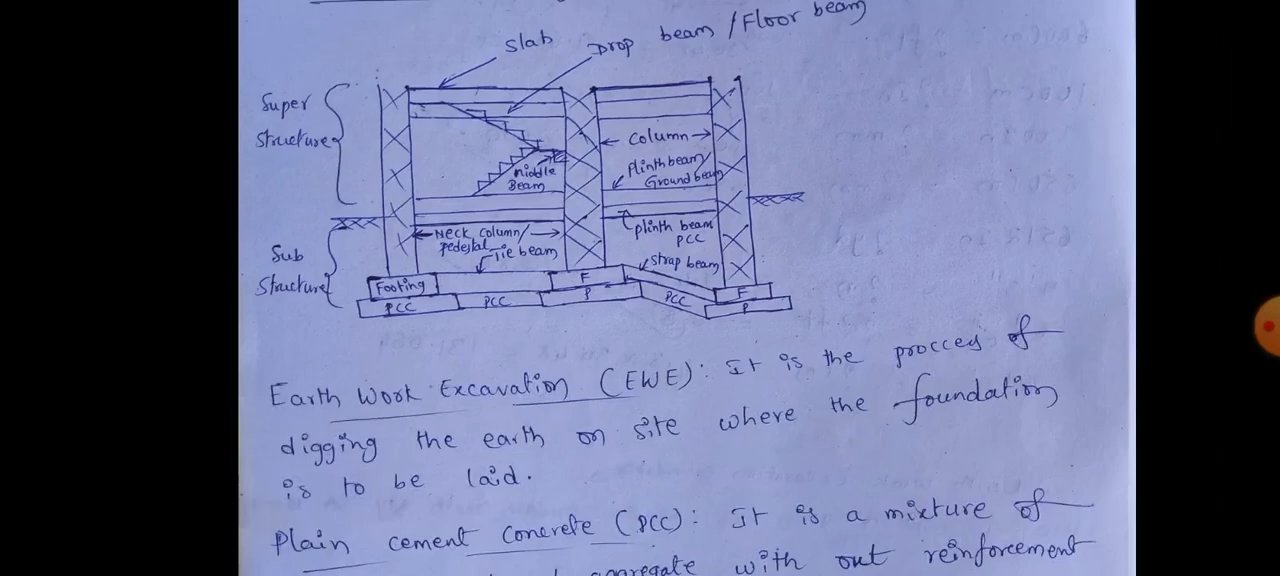 Slab
Drop beam /Floor beam
Super
Structure
Column
Middle
Beam
Plinth beam/
Ground beam
Neck column/
pedestal
Tie beam
plinth beam
PCC
strap beam
Sub
Structure
Footing
F
F
PCC
PCC
P
PCC
P
Earth Work Excavation (EWE): It is the proccey of
digging the earth on site where the foundation
is to be laid.
Plain cement concrete (PCC): It is a mixture of
aggregate with out reinforcement